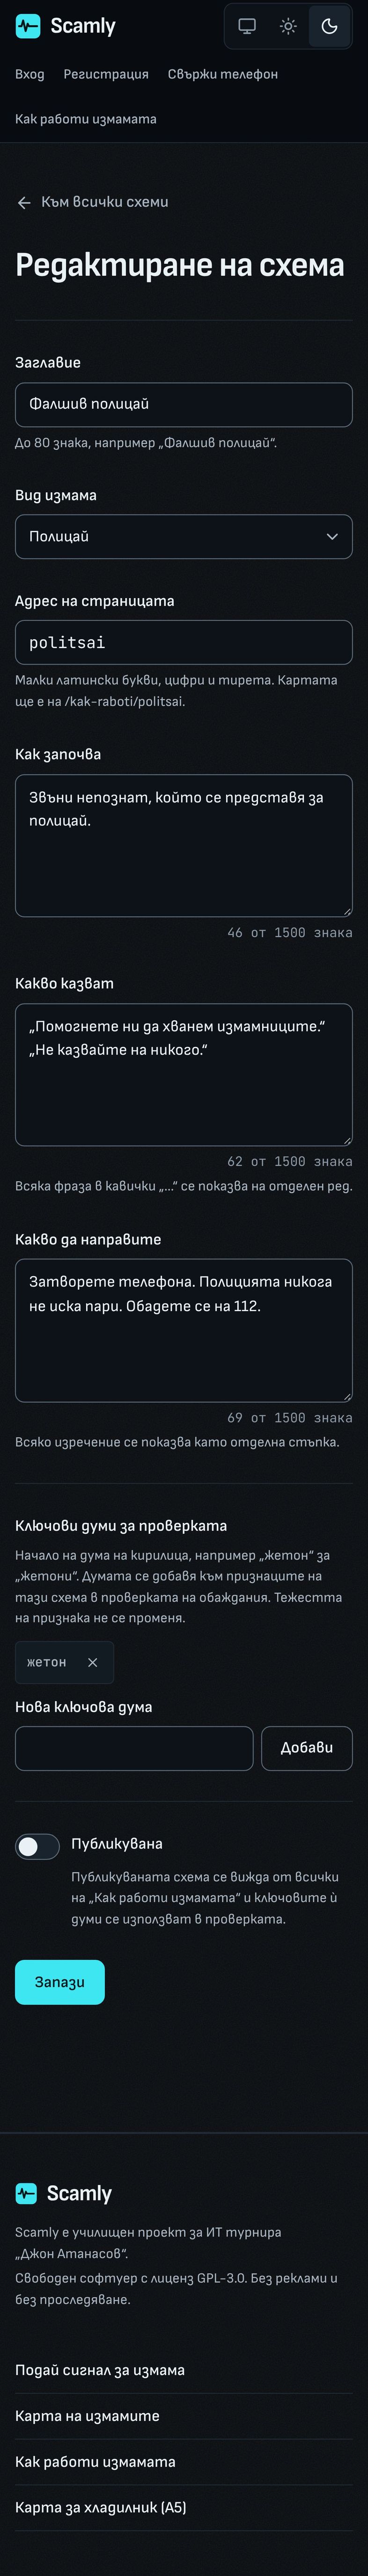 Scamly
Вход Регистрация Свържи телефон
Как работи измамата
Към всички схеми
Редактиране на схема
Заглавие
Фалшив полицай
До 80 знака, например „Фалшив полицай“.
Вид измама
Полицай
Адрес на страницата
politsai
Малки латински букви, цифри и тирета. Картата
ще е на /kak-raboti/politsai.
Как започва
Звъни непознат, който се представя за
полицай.
46 от 1500 знака
Какво казват
„Помогнете ни да хванем измамниците.“
„Не казвайте на никого.“
62 от 1500 знака
Всяка фраза в кавички „…“ се показва на отделен ред.
Какво да направите
Затворете телефона. Полицията никога
не иска пари. Обадете се на 112.
69 от 1500 знака
Всяко изречение се показва като отделна стъпка.
Ключови думи за проверката
Начало на дума на кирилица, например „жетон“ за
„жетони“. Думата се добавя към признаците на
тази схема в проверката на обаждания. Тежестта
на признака не се променя.
жетон
Нова ключова дума
Добави
Публикувана
Публикуваната схема се вижда от всички
на „Как работи измамата“ и ключовите ѝ
думи се използват в проверката.
Запази
Scamly
Scamly е училищен проект за ИТ турнира
„Джон Атанасов“.
Свободен софтуер с лиценз GPL-3.0. Без реклами и
без проследяване.
Подай сигнал за измама
Карта на измамите
Как работи измамата
Карта за хладилник (А5)